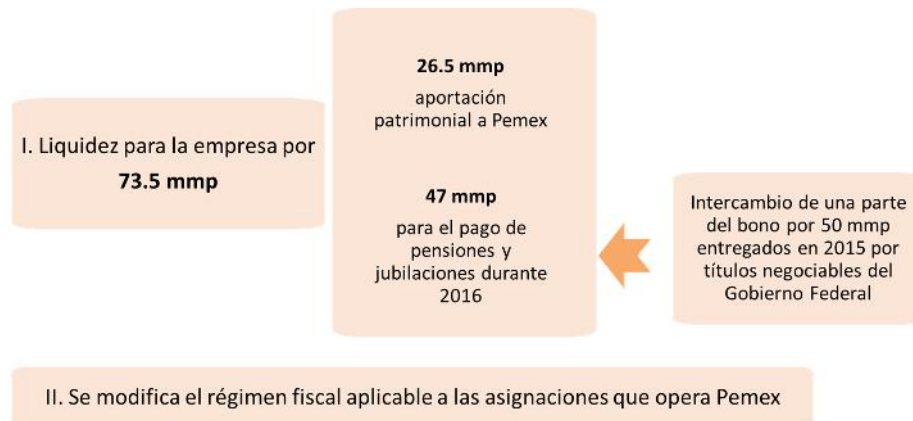 I. Liquidez para la empresa por
73.5 mmp
26.5 mmp
aportación
patrimonial a Pemex
47 mmp
para el pago de
pensiones y
jubilaciones durante
2016
Intercambio de una parte
del bono por 50 mmp
entregados en 2015 por
títulos negociables del
Gobierno Federal
II. Se modifica el régimen fiscal aplicable a las asignaciones que opera Pemex